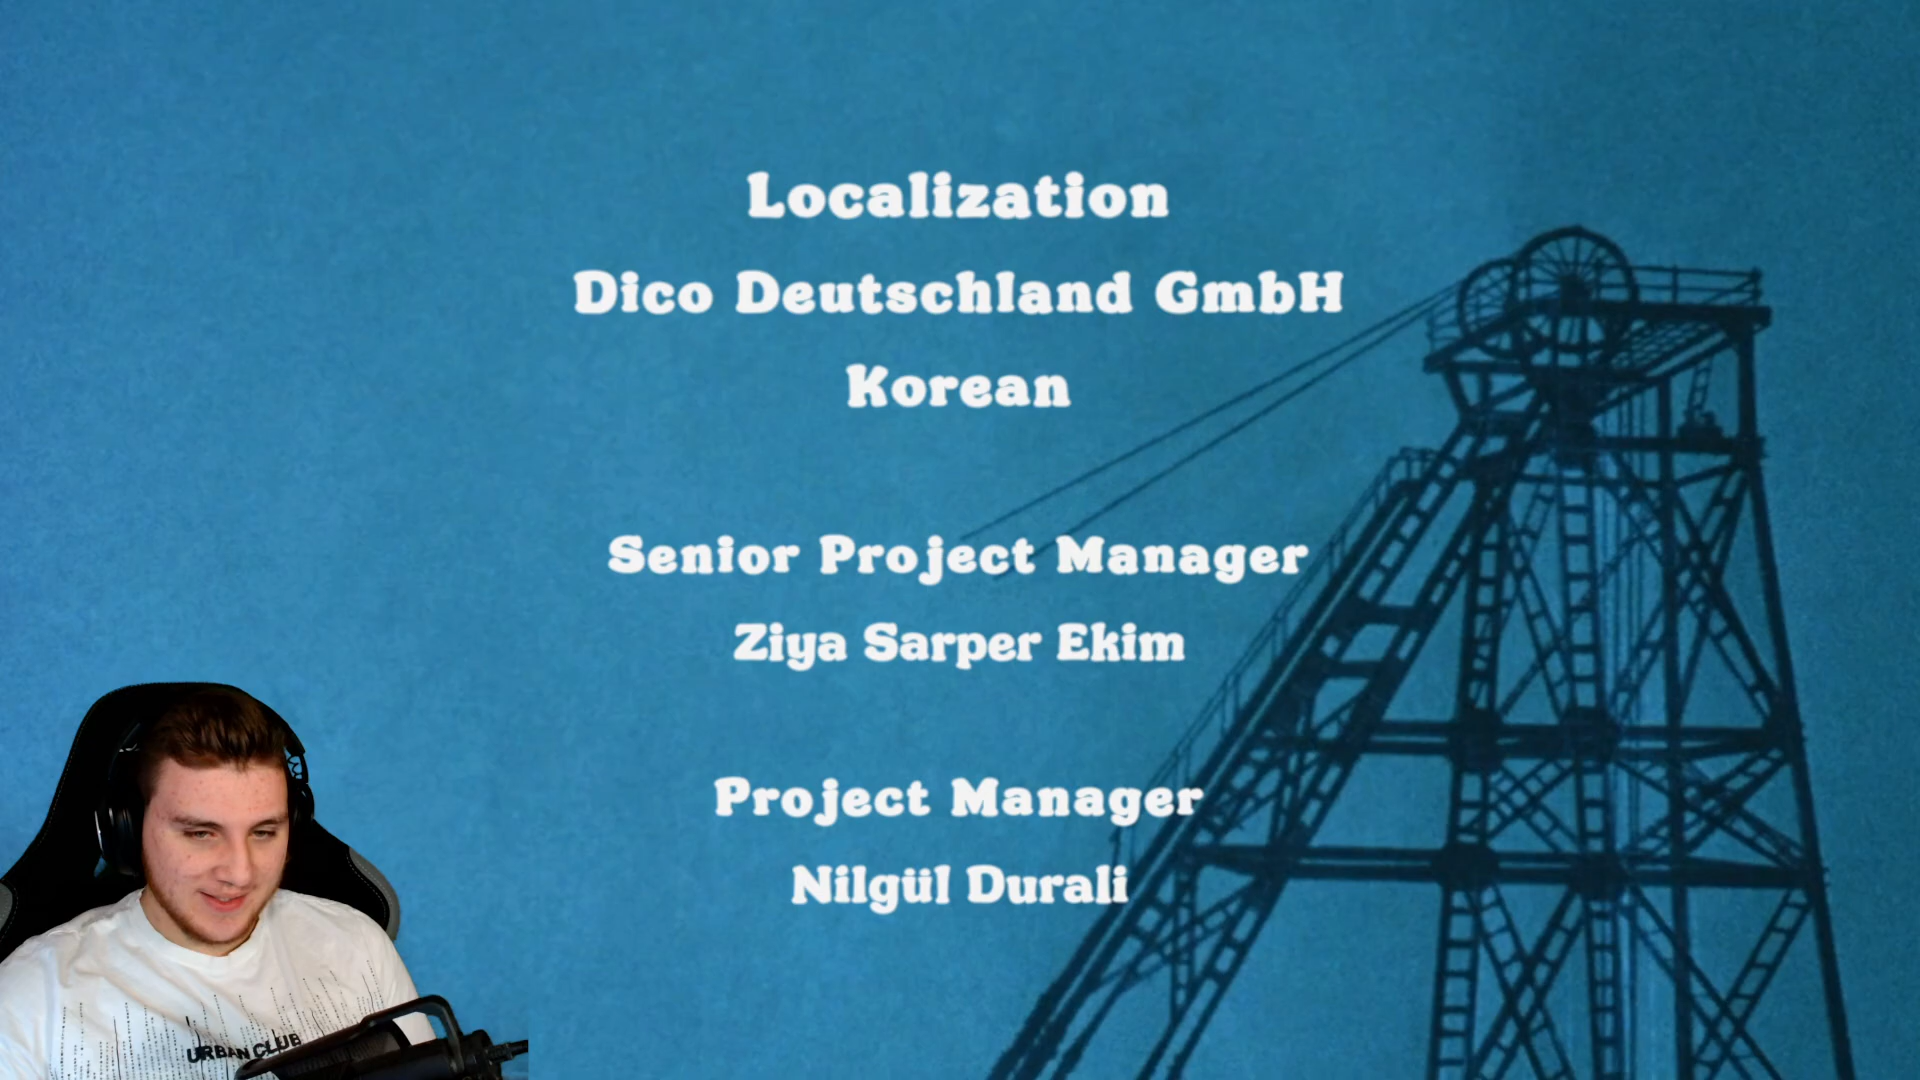 Localization
Dico Deutschland GmbH
Korean
Senior Project Manager
Ziya Sarper Ekim
Project Manager
Nilgül Durali
URBAN CLUB